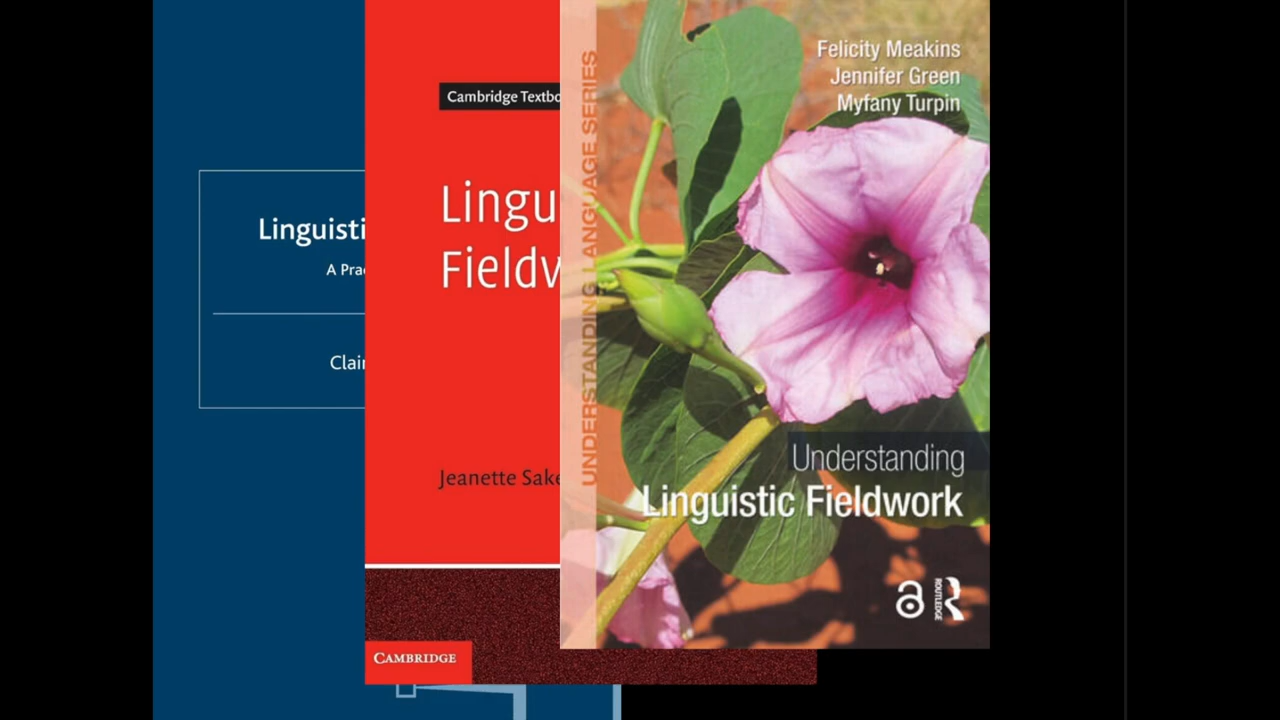 Linguisti
A Prac
Clair
Cambridge Textbo
Lingu
Fieldw
Jeanette Sake
CAMBRIDGE
UNDERSTANDING LANGUAGE SERIES
Felicity Meakins
Jennifer Green
Myfany Turpin
Understanding
Linguistic Fieldwork
ROUTLEDGE